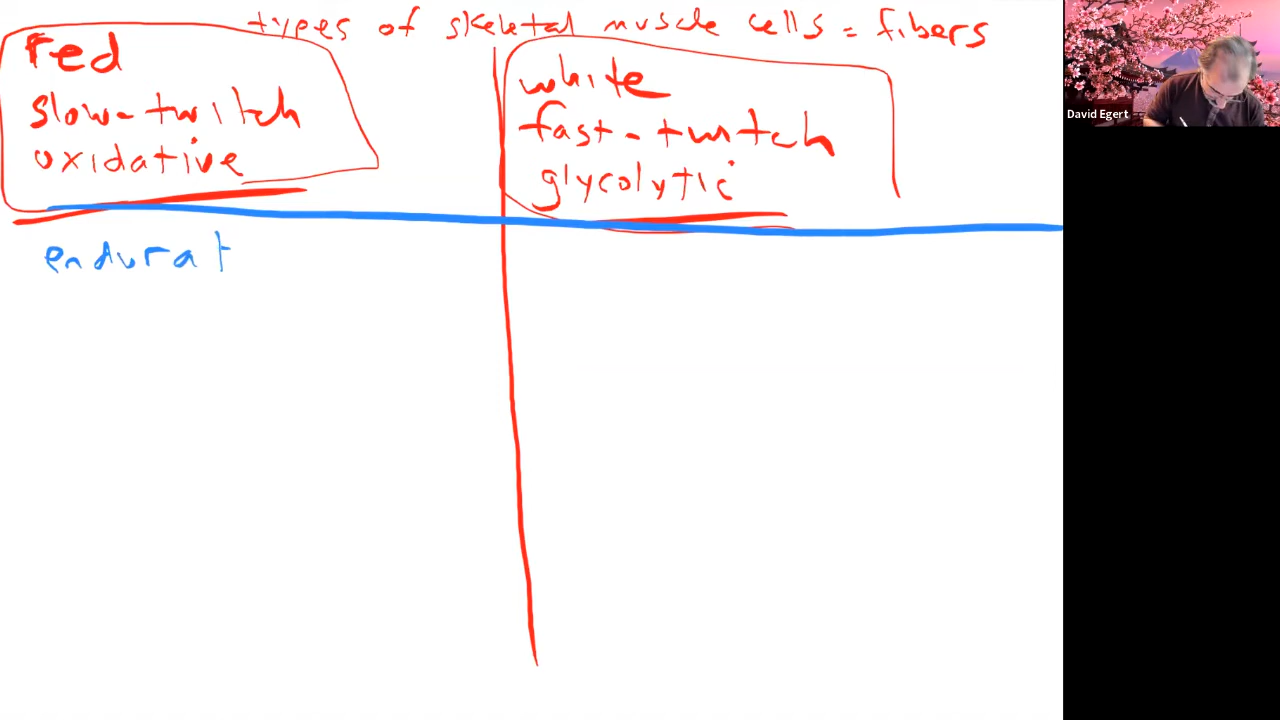 types of skeletal muscle cells = fibers
red
slow-twitch
oxidative
white
fast-twitch
glycolytic
endurat
David Egert